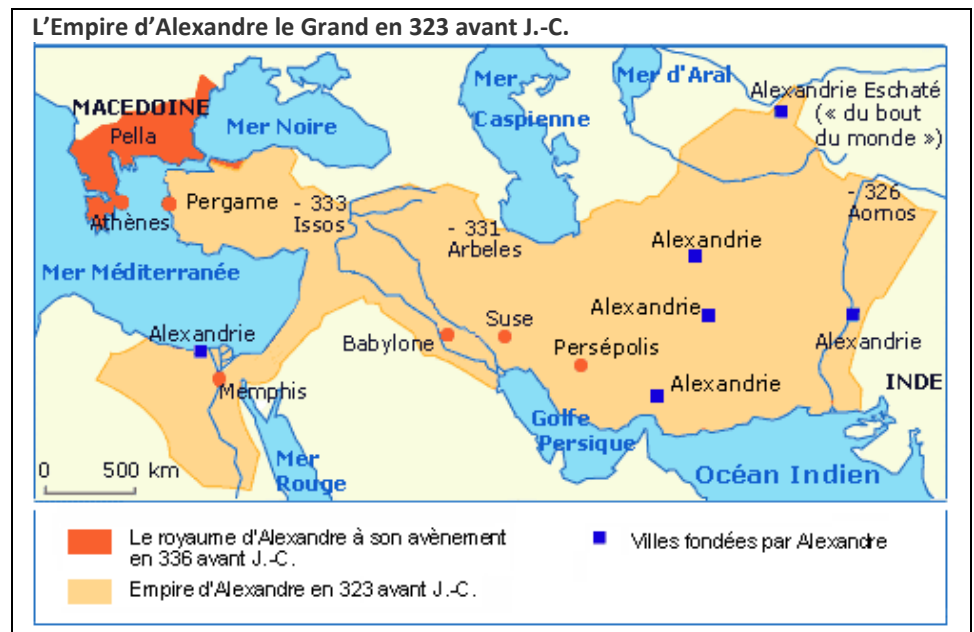 L'Empire d'Alexandre le Grand en 323 avant J.-C.
Mer
Caspienne
Mer d'Aral
Alexandrie Eschaté
(« du bout
du monde »)
MACEDOINE
Pella
Mer Noire
Athènes
Pergame
- 333
Issos
- 331
Arbeles
- 326
Aornos
Mer Méditerranée
Alexandrie
Alexandrie
Alexandrie
Babylone
Suse
Persépolis
Alexandrie
Memphis
Alexandrie
INDE
Golfe
Persique
Mer
Rouge
Océan Indien
0 500 km
Le royaume d'Alexandre à son avènement
en 336 avant J.-C.
Villes fondées par Alexandre
Empire d'Alexandre en 323 avant J.-C.